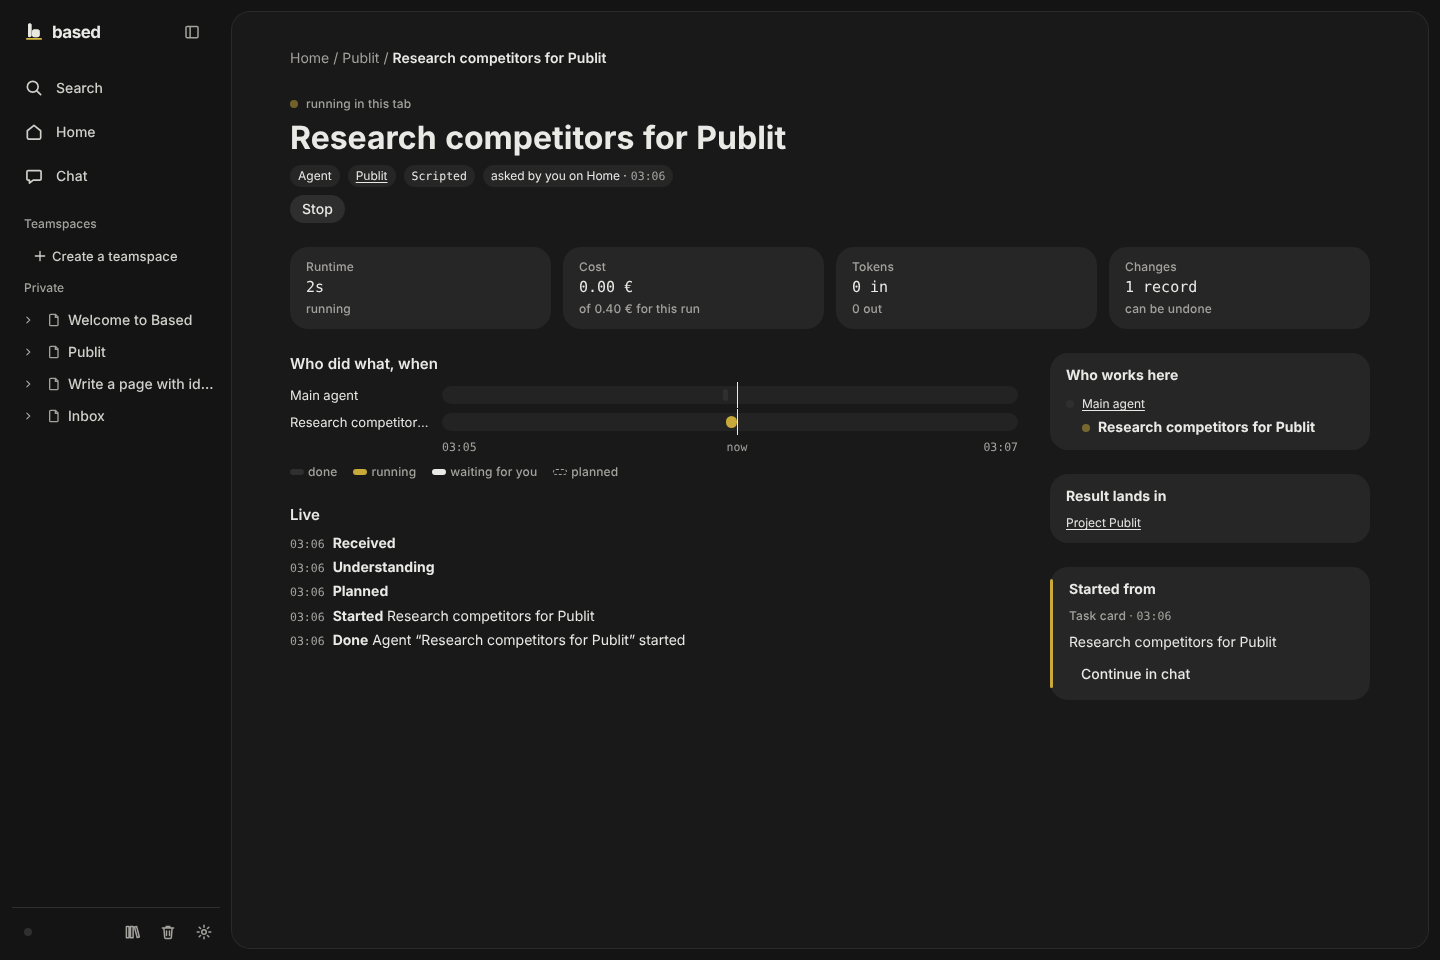 based
Search
Home
Chat
Teamspaces
Create a teamspace
Private
Welcome to Based
Publit
Write a page with id...
Inbox
Home / Publit / Research competitors for Publit
running in this tab
Research competitors for Publit
Agent Publit Scripted asked by you on Home · 03:06
Stop
Runtime
2s
running
Cost
0.00 €
of 0.40 € for this run
Tokens
0 in
0 out
Changes
1 record
can be undone
Who did what, when
Main agent
Research competitor...
03:05 now 03:07
done running waiting for you planned
Live
03:06 Received
03:06 Understanding
03:06 Planned
03:06 Started Research competitors for Publit
03:06 Done Agent “Research competitors for Publit” started
Who works here
Main agent
Research competitors for Publit
Result lands in
Project Publit
Started from
Task card · 03:06
Research competitors for Publit
Continue in chat